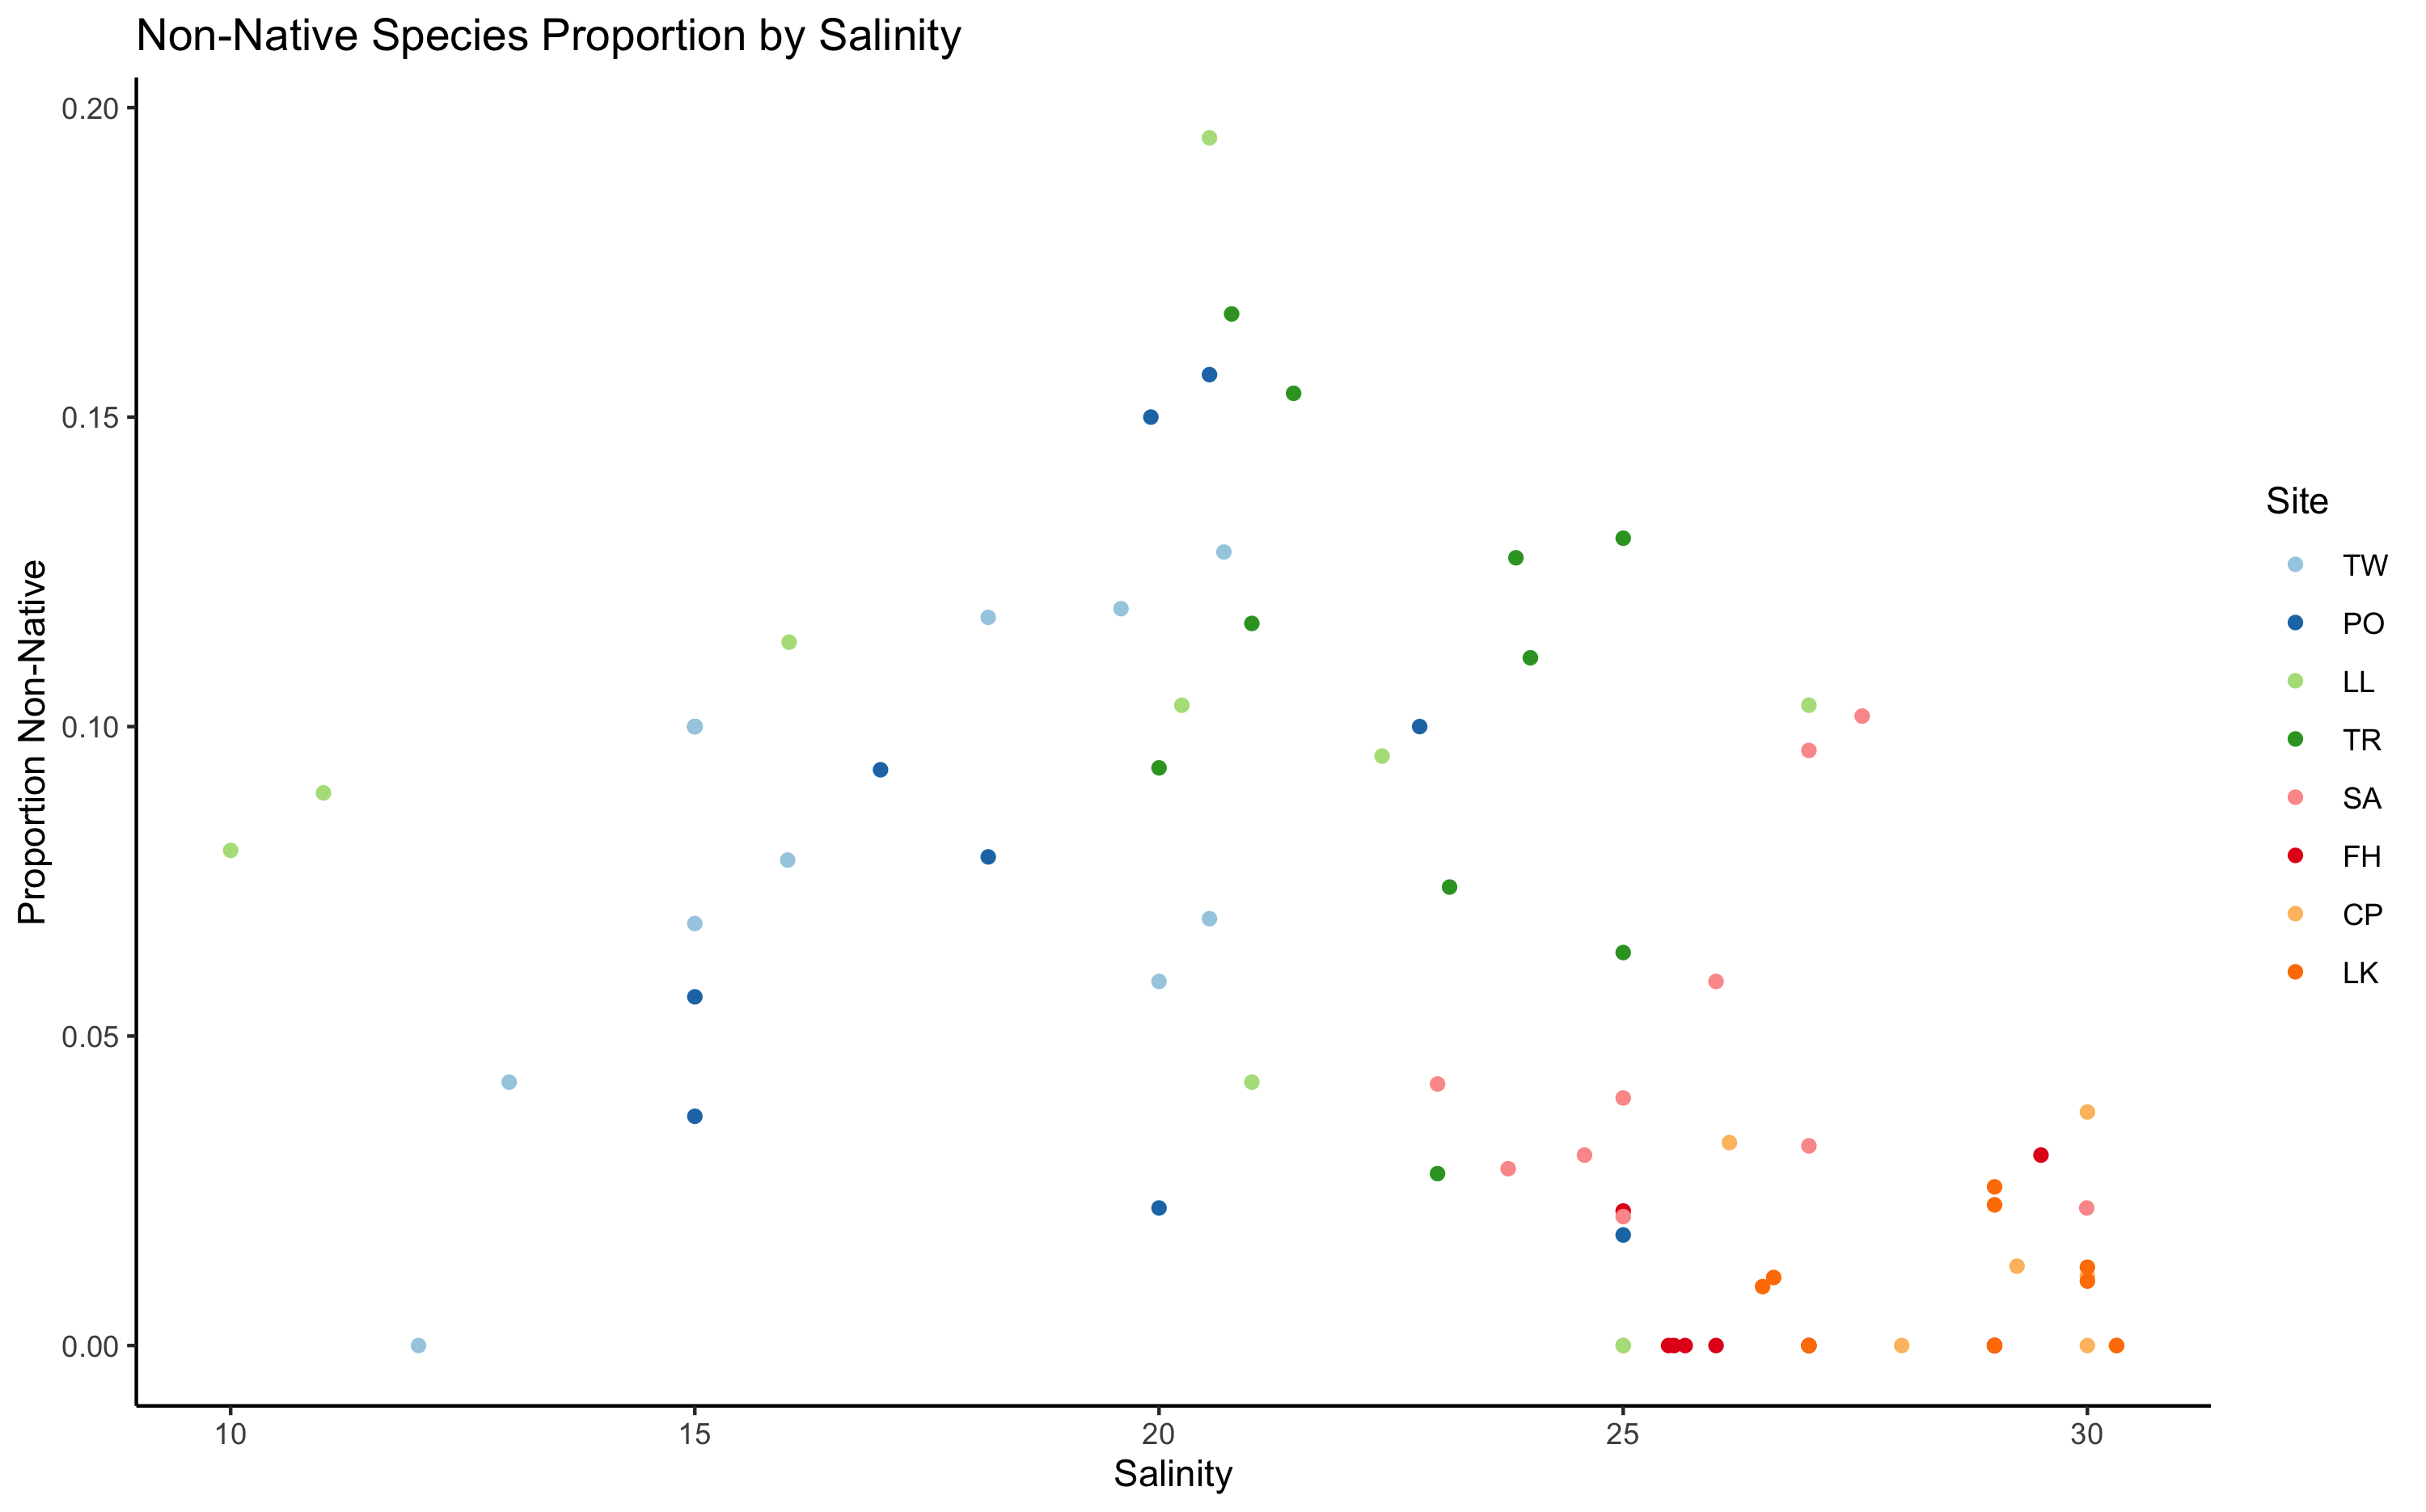 Non-Native Species Proportion by Salinity
0.20
0.15
0.10
0.05
0.00
Proportion Non-Native
10 15 20 25 30
Salinity
Site
TW
PO
LL
TR
SA
FH
CP
LK